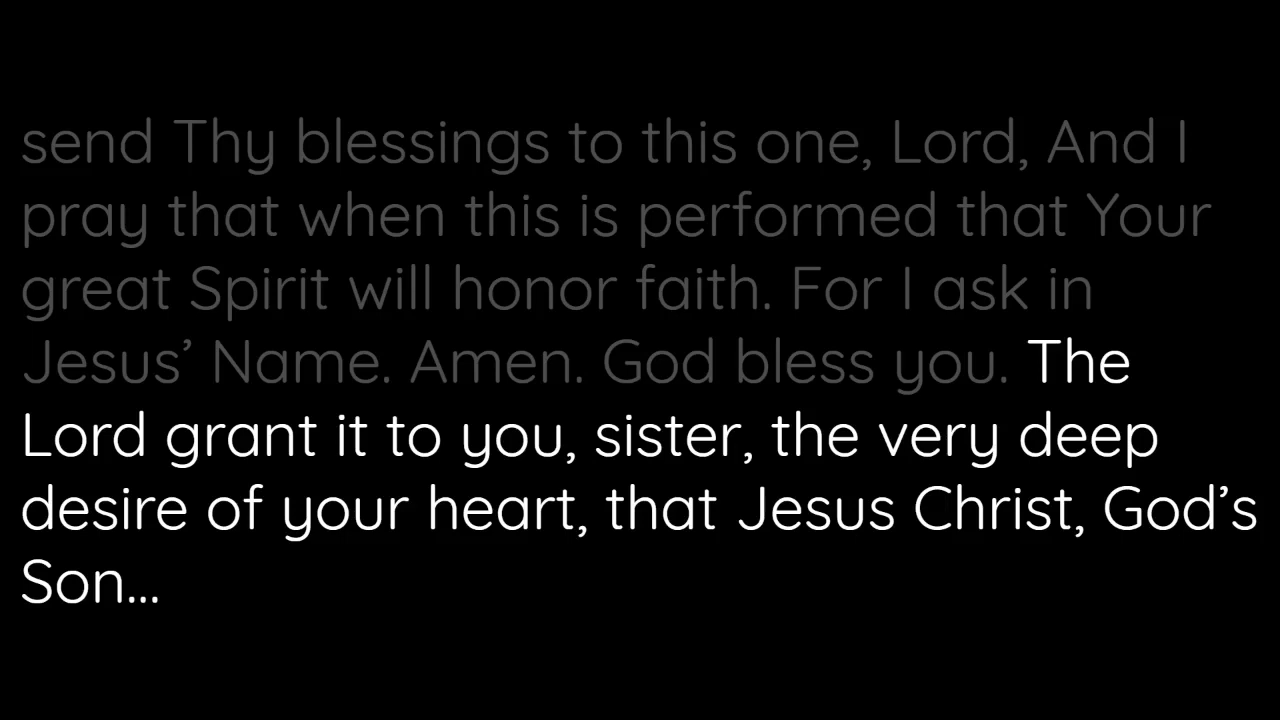 send Thy blessings to this one, Lord, And I
pray that when this is performed that Your
great Spirit will honor faith. For I ask in
Jesus’ Name. Amen. God bless you. The
Lord grant it to you, sister, the very deep
desire of your heart, that Jesus Christ, God’s
Son...